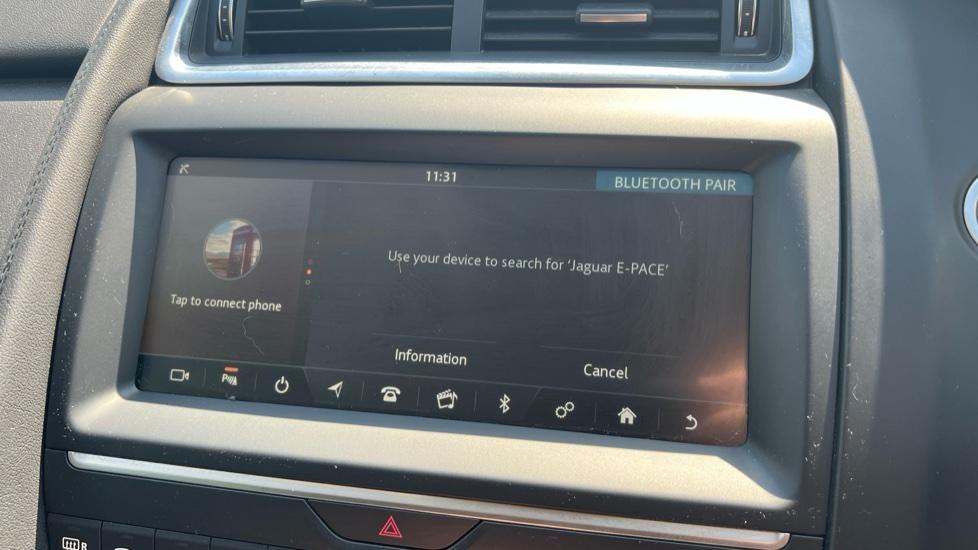 11:31
BLUETOOTH PAIR
Use your device to search for ‘Jaguar E-PACE’
Tap to connect phone
Information
Cancel
R